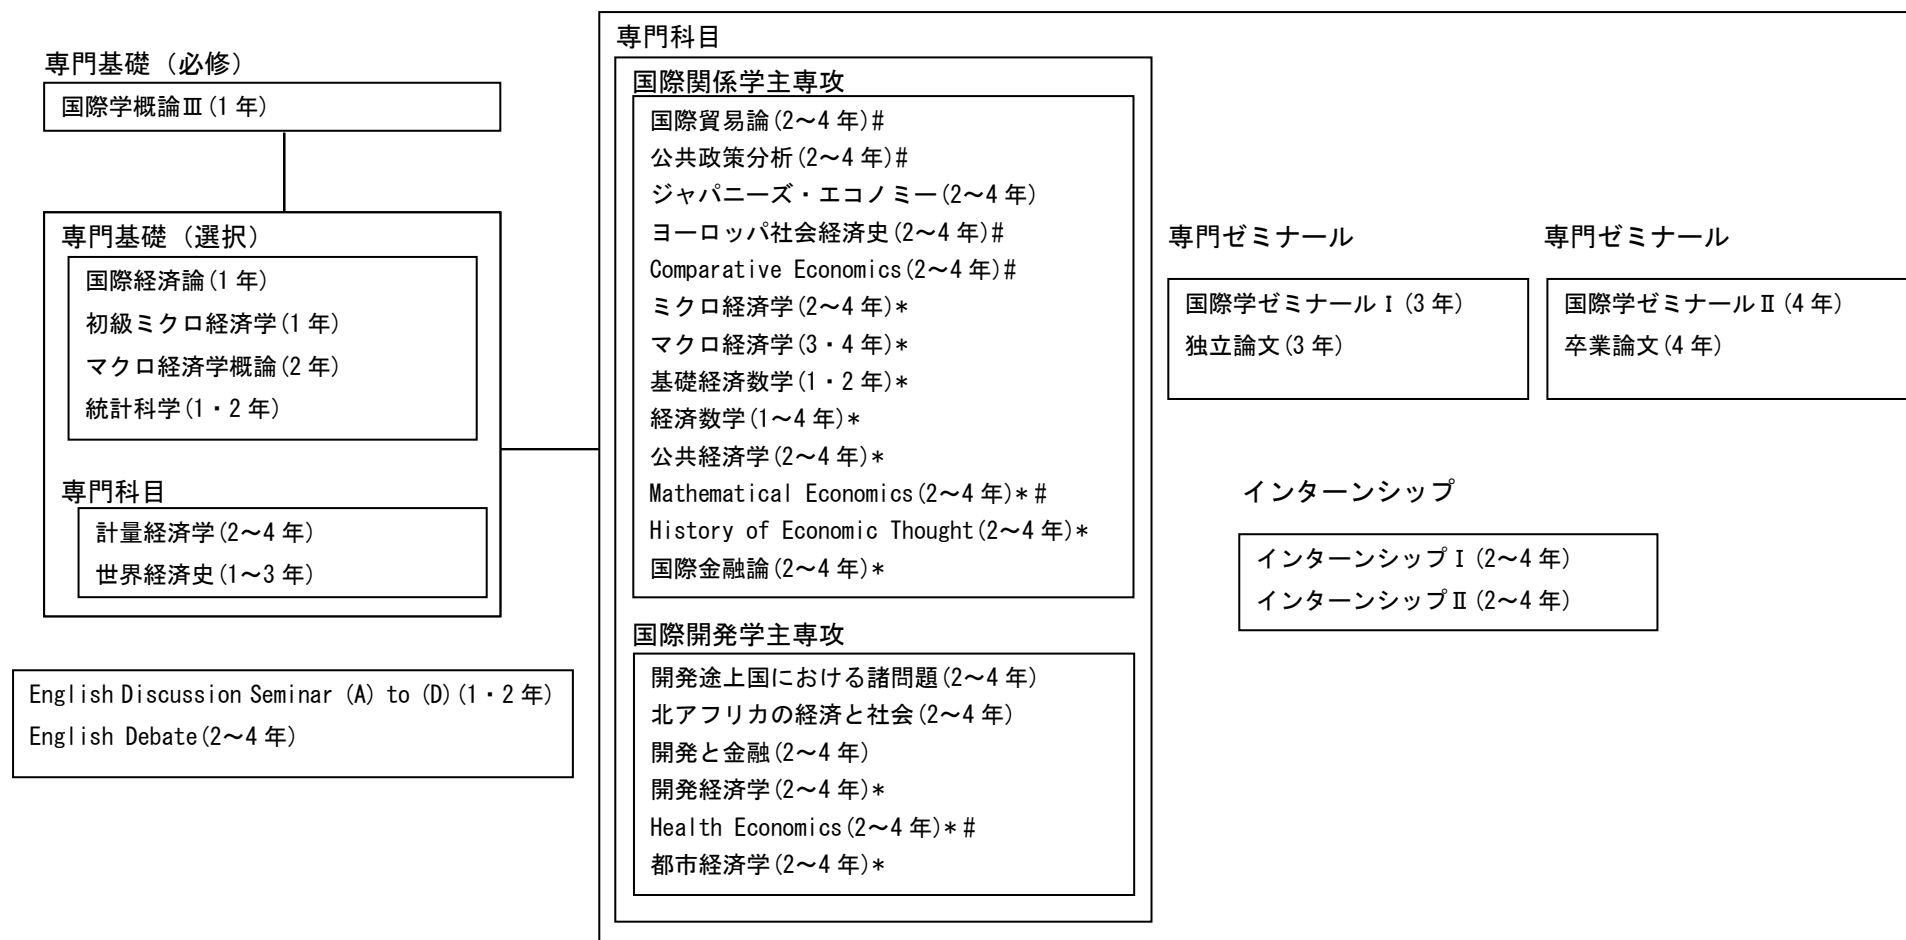 専門基礎（必修）
国際学概論Ⅲ(1 年)
専門基礎（選択）
国際経済論(1 年)
初級ミクロ経済学(1 年)
マクロ経済学概論(2 年)
統計科学(1・2 年)
専門科目
計量経済学(2～4 年)
世界経済史(1～3 年)
English Discussion Seminar (A) to (D)(1・2 年)
English Debate(2～4 年)
専門科目
国際関係学主専攻
国際貿易論(2～4 年)#
公共政策分析(2～4 年)#
ジャパニーズ・エコノミー(2～4 年)
ヨーロッパ社会経済史(2～4 年)#
Comparative Economics(2～4 年)#
ミクロ経済学(2～4 年)*
マクロ経済学(3・4 年)*
基礎経済数学(1・2 年)*
経済数学(1～4 年)*
公共経済学(2～4 年)*
Mathematical Economics(2～4 年)*#
History of Economic Thought(2～4 年)*
国際金融論(2～4 年)*
国際開発学主専攻
開発途上国における諸問題(2～4 年)
北アフリカの経済と社会(2～4 年)
開発と金融(2～4 年)
開発経済学(2～4 年)*
Health Economics(2～4 年)*#
都市経済学(2～4 年)*
専門ゼミナール
国際学ゼミナールⅠ(3 年)
独立論文(3 年)
専門ゼミナール
国際学ゼミナールⅡ(4 年)
卒業論文(4 年)
インターンシップ
インターンシップⅠ(2～4 年)
インターンシップⅡ(2～4 年)